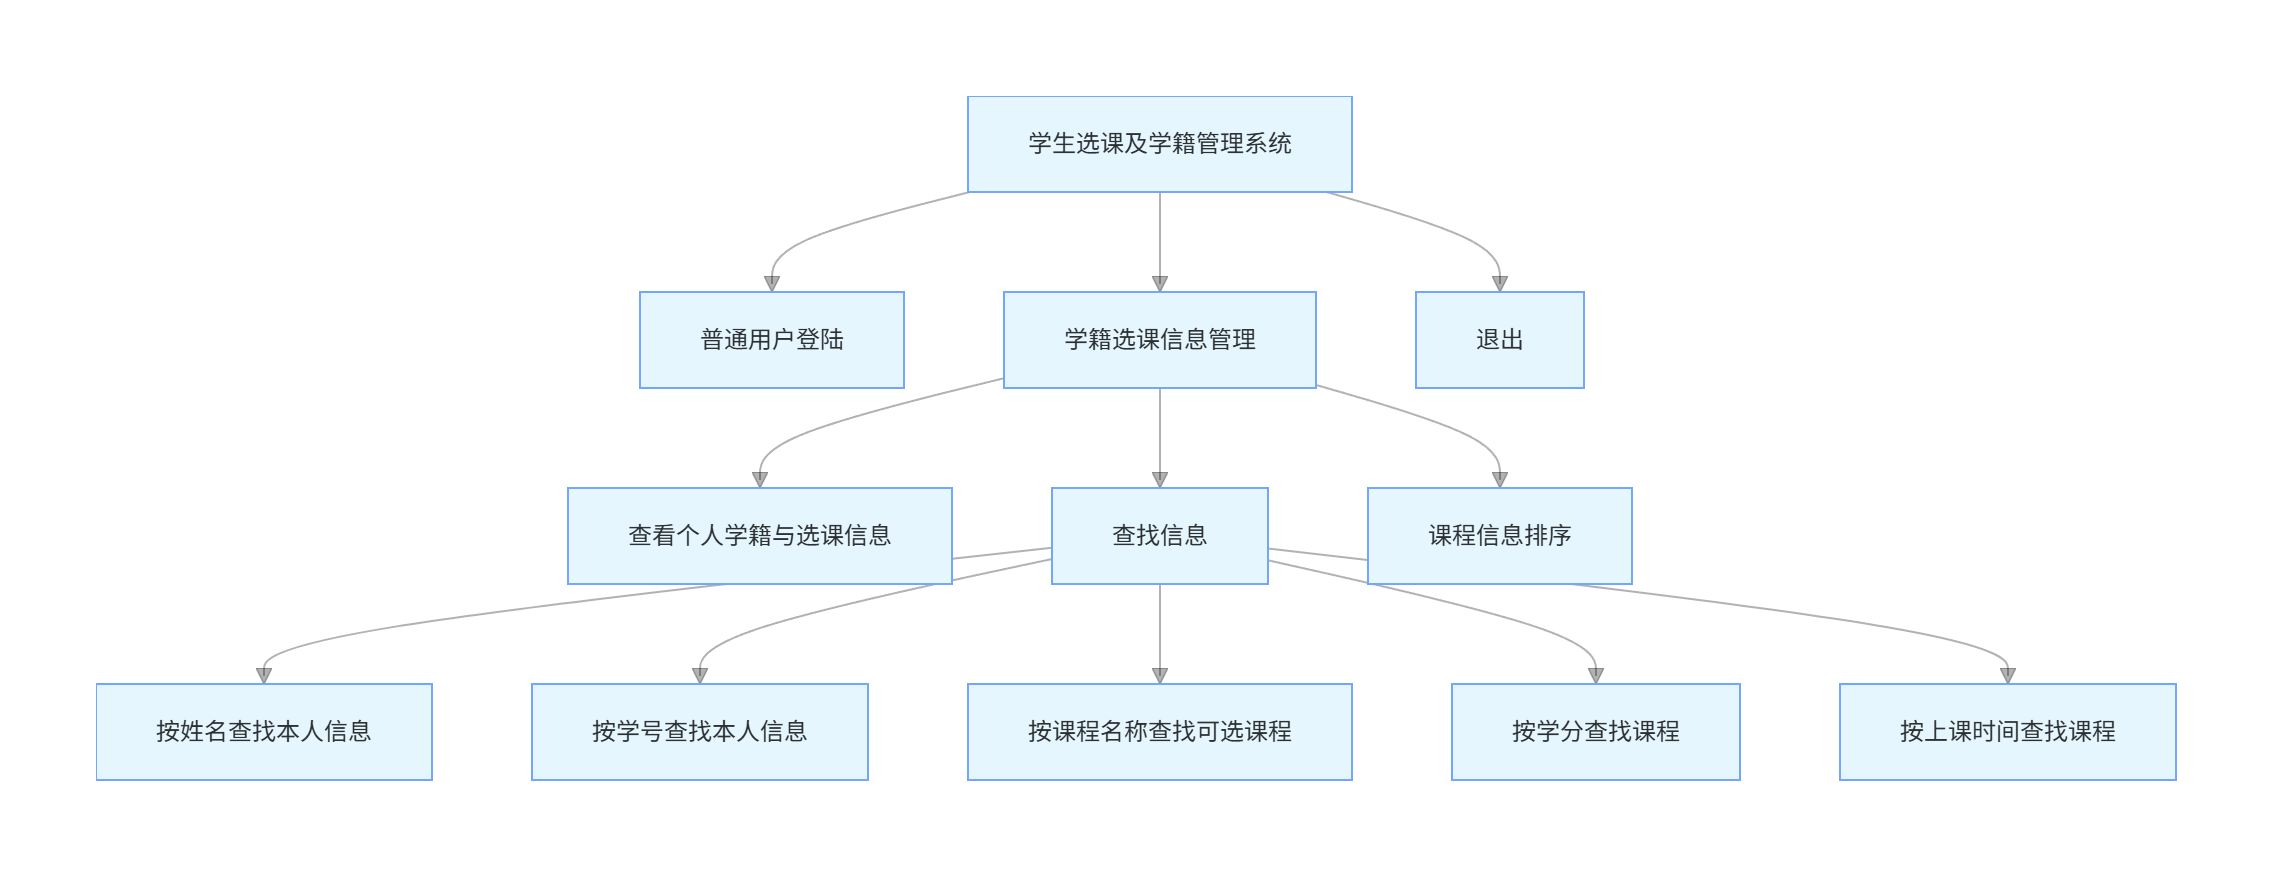 学生选课及学籍管理系统
普通用户登陆
学籍选课信息管理
退出
查看个人学籍与选课信息
查找信息
课程信息排序
按姓名查找本人信息
按学号查找本人信息
按课程名称查找可选课程
按学分查找课程
按上课时间查找课程